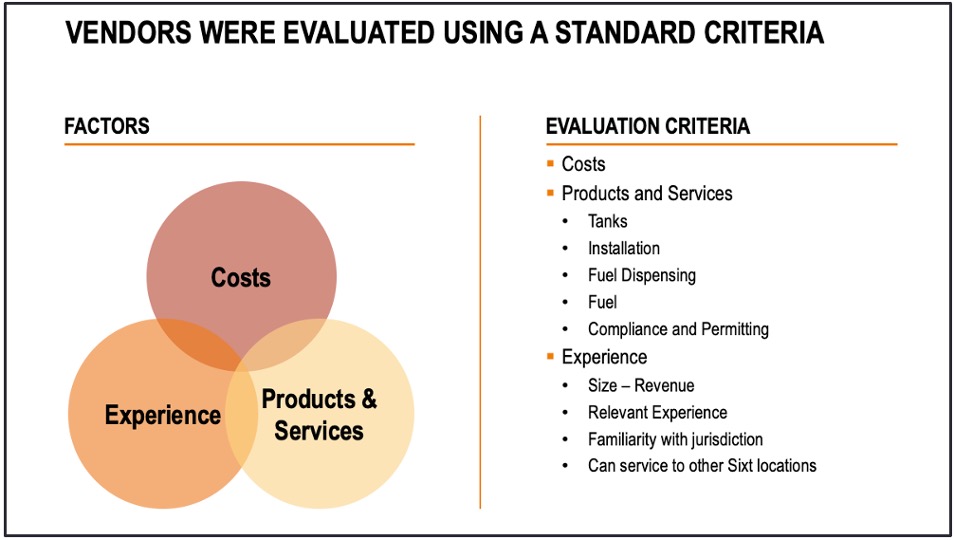 VENDORS WERE EVALUATED USING A STANDARD CRITERIA
FACTORS
Costs
Experience
Products &
Services
EVALUATION CRITERIA
▪ Costs
▪ Products and Services
• Tanks
• Installation
• Fuel Dispensing
• Fuel
• Compliance and Permitting
▪ Experience
• Size – Revenue
• Relevant Experience
• Familiarity with jurisdiction
• Can service to other Sixt locations